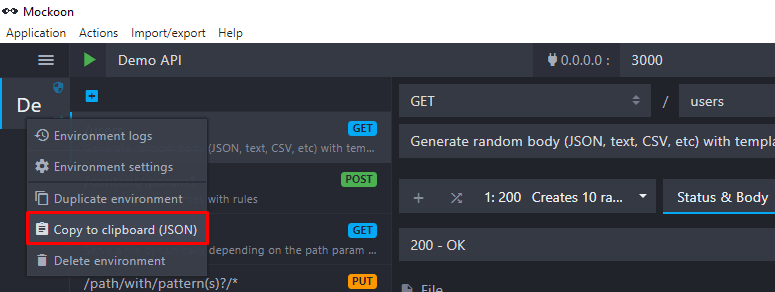 Mockoon
Application Actions Import/export Help
Demo API 0.0.0.0 : 3000
De
GET / users
GET
(JSON, text, CSV, etc) with tem...
Generate random body (JSON, text, CSV, etc) with templa
Environment logs
Environment settings
Duplicate environment
Copy to clipboard (JSON)
Delete environment
POST
with rules
1: 200 Creates 10 ra... Status & Body
GET
depending on the path param
200 - OK
/path/with/pattern(s)?/* PUT
File